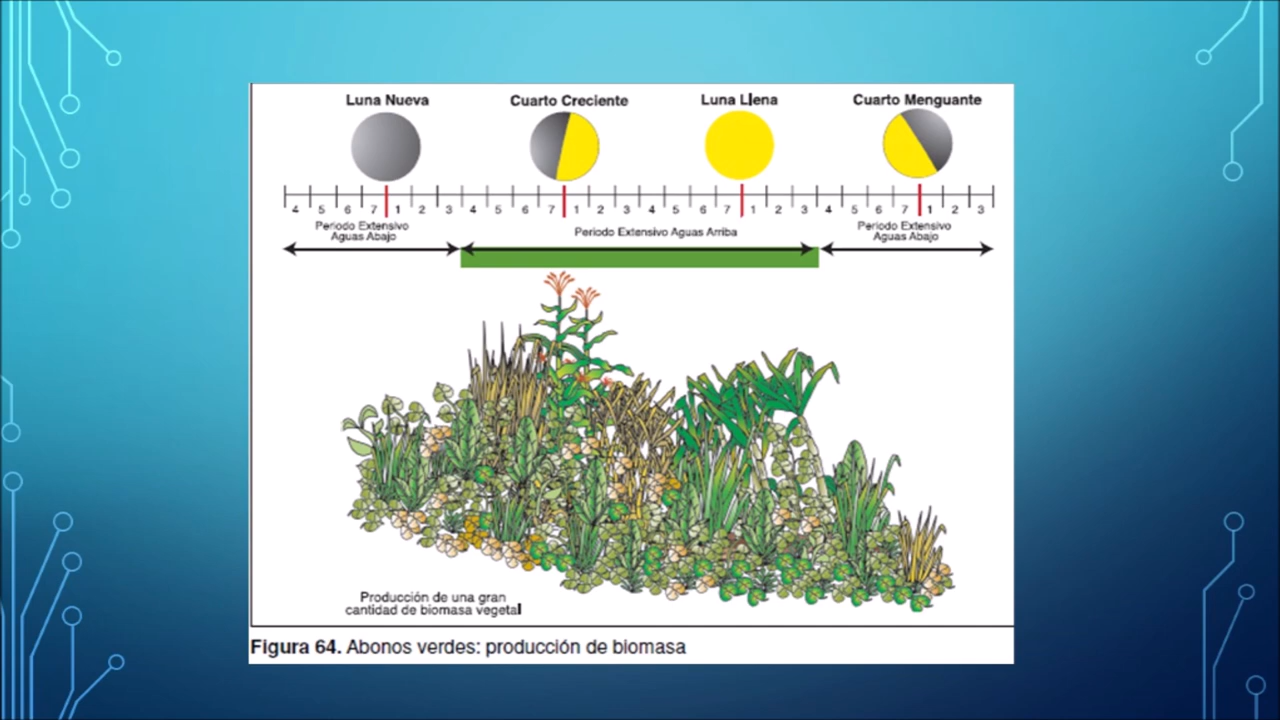 Luna Nueva
Cuarto Creciente
Luna Llena
Cuarto Menguante
4 5 6 7 1 2 3 4 5 6 7 1 2 3 4 5 6 7 1 2 3 4 5 6 7 1 2 3
Periodo Extensivo
Aguas Abajo
Periodo Extensivo Aguas Arriba
Periodo Extensivo
Aguas Abajo
Producción de una gran
cantidad de biomasa vegetal
Figura 64. Abonos verdes: producción de biomasa